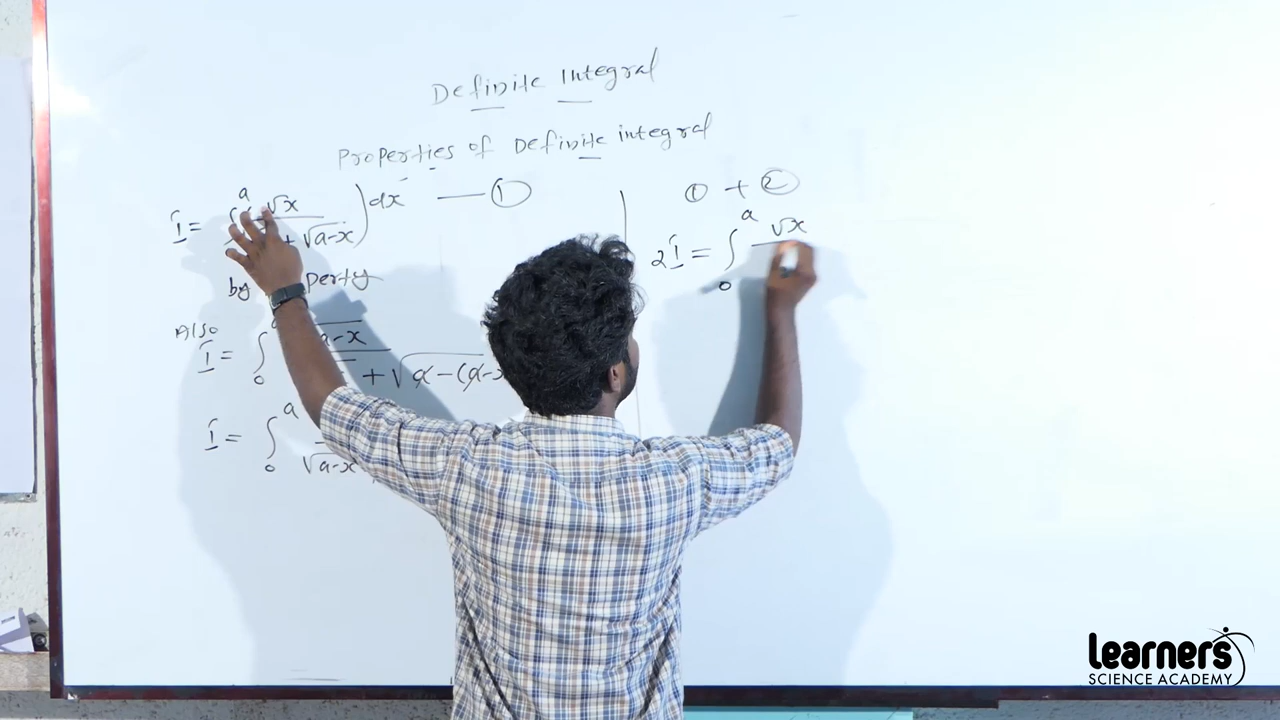 Definite Integral
Properties of Definite integral
I = ∫ √x + √a-x ) dx — ①
a
by perty
Also
I = ∫ a-x + √a-(a-x
0
I = ∫ √a-x
a
0
① + ②
2I = ∫ √x
a
0
Learners
SCIENCE ACADEMY